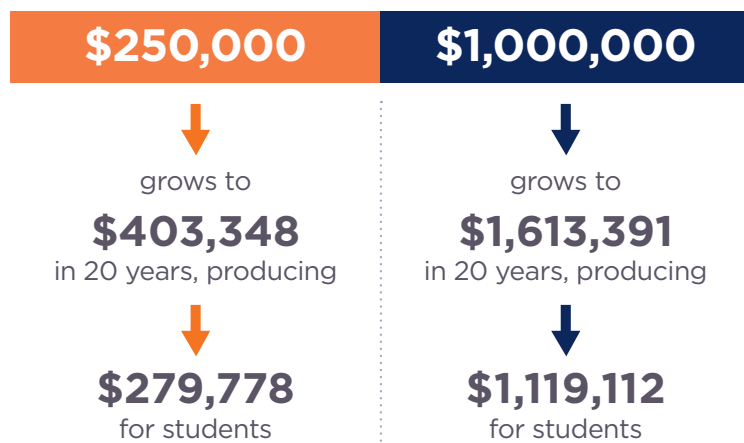 $250,000
grows to
$403,348
in 20 years, producing
$279,778
for students
$1,000,000
grows to
$1,613,391
in 20 years, producing
$1,119,112
for students